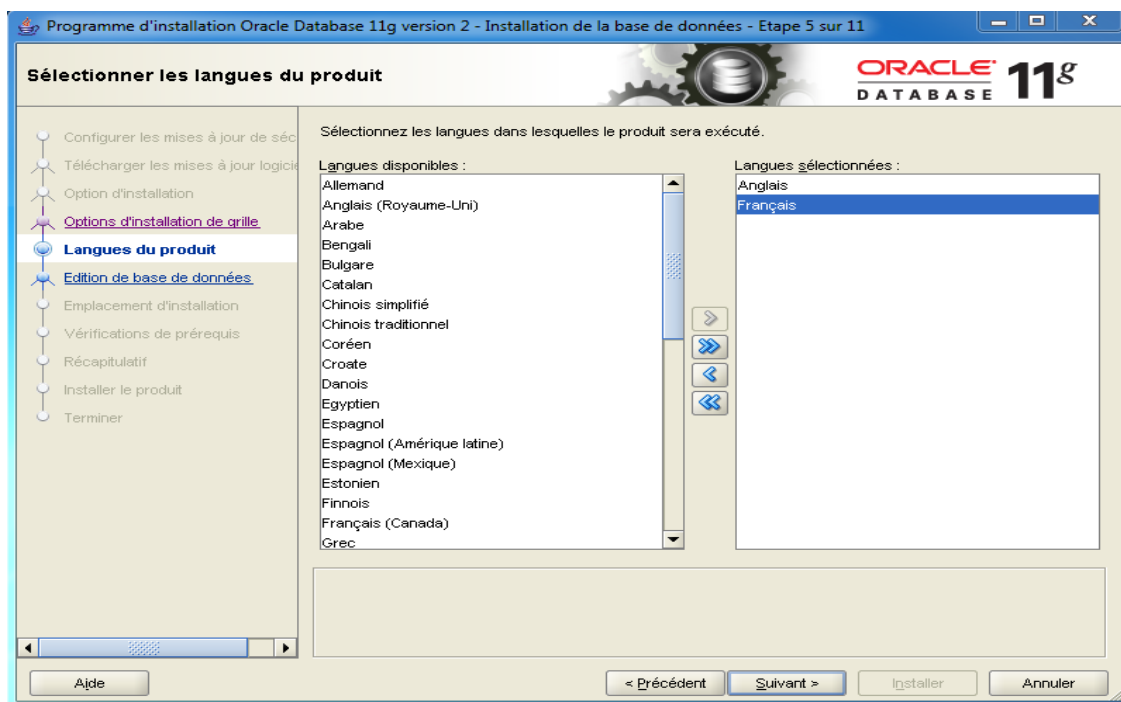 Programme d'installation Oracle Database 11g version 2 - Installation de la base de données - Etape 5 sur 11
Sélectionner les langues du produit
ORACLE
DATABASE
11g
Configurer les mises à jour de séc
Télécharger les mises à jour logicie
Option d'installation
Options d'installation de grille
Langues du produit
Edition de base de données
Emplacement d'installation
Vérifications de prérequis
Récapitulatif
Installer le produit
Terminer
Sélectionnez les langues dans lesquelles le produit sera exécuté.
Langues disponibles :
Allemand
Anglais (Royaume-Uni)
Arabe
Bengali
Bulgare
Catalan
Chinois simplifié
Chinois traditionnel
Coréen
Croate
Danois
Egyptien
Espagnol
Espagnol (Amérique latine)
Espagnol (Mexique)
Estonien
Finnois
Français (Canada)
Grec
Langues sélectionnées :
Anglais
Français
Aide
< Précédent
Suivant >
Installer
Annuler